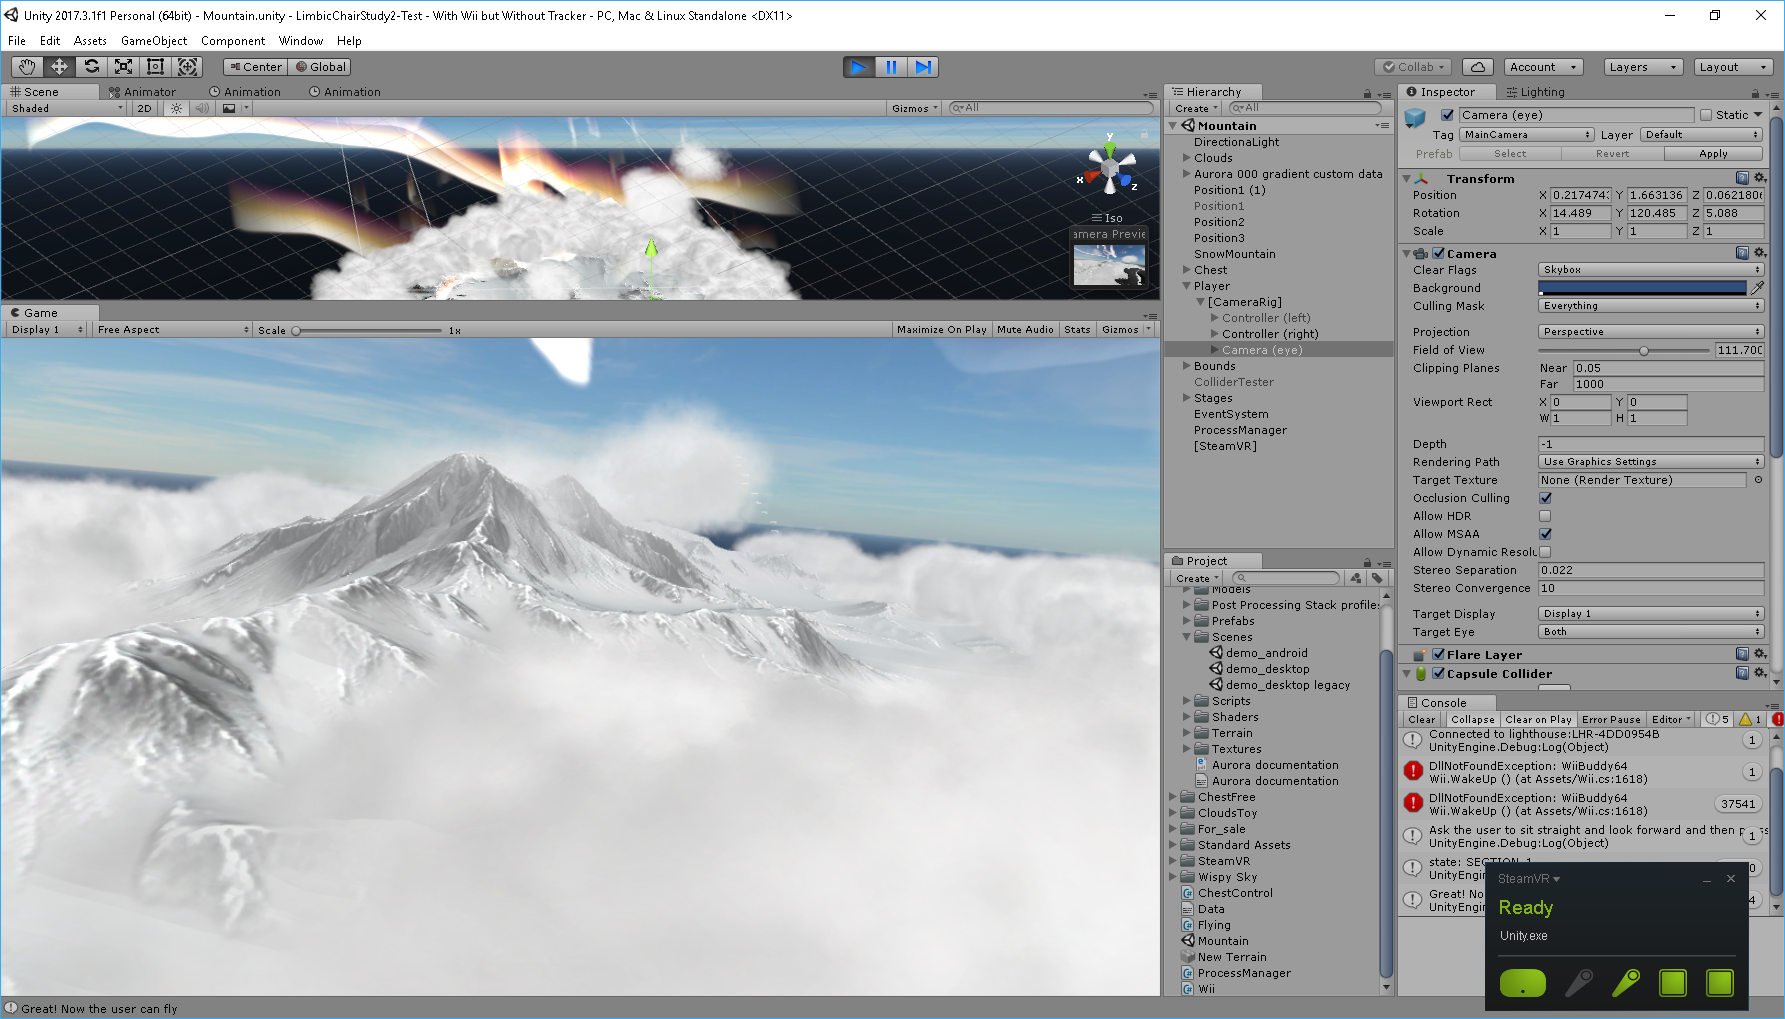 Unity 2017.3.1f1 Personal (64bit) - Mountain.unity - LimbicChairStudy2-Test - With Wii but Without Tracker - PC, Mac & Linux Standalone <DX11>
File Edit Assets GameObject Component Window Help
Center Global Collab Account Layers Layout
Scene Animator Animation Animation
Shaded 2D Gizmos All
y
x
z
Iso
amera Previe
Game
Display 1 Free Aspect Scale 1x Maximize On Play Mute Audio Stats Gizmos
Great! Now the user can fly
Hierarchy
Create All
Mountain
DirectionaLight
Clouds
Aurora 000 gradient custom data
Position1 (1)
Position1
Position2
Position3
SnowMountain
Chest
Player
[CameraRig]
Controller (left)
Controller (right)
Camera (eye)
Bounds
ColliderTester
Stages
EventSystem
ProcessManager
[SteamVR]
Project
Create
Models
Post Processing Stack profiles
Prefabs
Scenes
demo_android
demo_desktop
demo_desktop legacy
Scripts
Shaders
Terrain
Textures
Aurora documentation
Aurora documentation
ChestFree
CloudsToy
For_sale
Standard Assets
SteamVR
Wispy Sky
ChestControl
Data
Flying
Mountain
New Terrain
ProcessManager
Wii
Inspector Lighting
Camera (eye) Static
Tag MainCamera Layer Default
Prefab Select Revert Apply
Transform
Position X 0.2174743 Y 1.663136 Z 0.0621806
Rotation X 14.489 Y 120.485 Z 5.088
Scale X 1 Y 1 Z 1
Camera
Clear Flags Skybox
Background
Culling Mask Everything
Projection Perspective
Field of View 111.700
Clipping Planes Near 0.05
Far 1000
Viewport Rect X 0 Y 0
W 1 H 1
Depth -1
Rendering Path Use Graphics Settings
Target Texture None (Render Texture)
Occlusion Culling
Allow HDR
Allow MSAA
Allow Dynamic Resolu
Stereo Separation 0.022
Stereo Convergence 10
Target Display Display 1
Target Eye Both
Flare Layer
Capsule Collider
Console
Clear Collapse Clear on Play Error Pause Editor 5 1
Connected to lighthouse:LHR-4DD0954B 1
UnityEngine.Debug:Log(Object)
DllNotFoundException: WiiBuddy64 1
Wii.WakeUp () (at Assets/Wii.cs:1618)
DllNotFoundException: WiiBuddy64 37541
Wii.WakeUp () (at Assets/Wii.cs:1618)
Ask the user to sit straight and look forward and then 1
UnityEngine.Debug:Log(Object)
state: SECTION_1
UnityEngin
Great! No
UnityEngin
SteamVR
Ready
Unity.exe